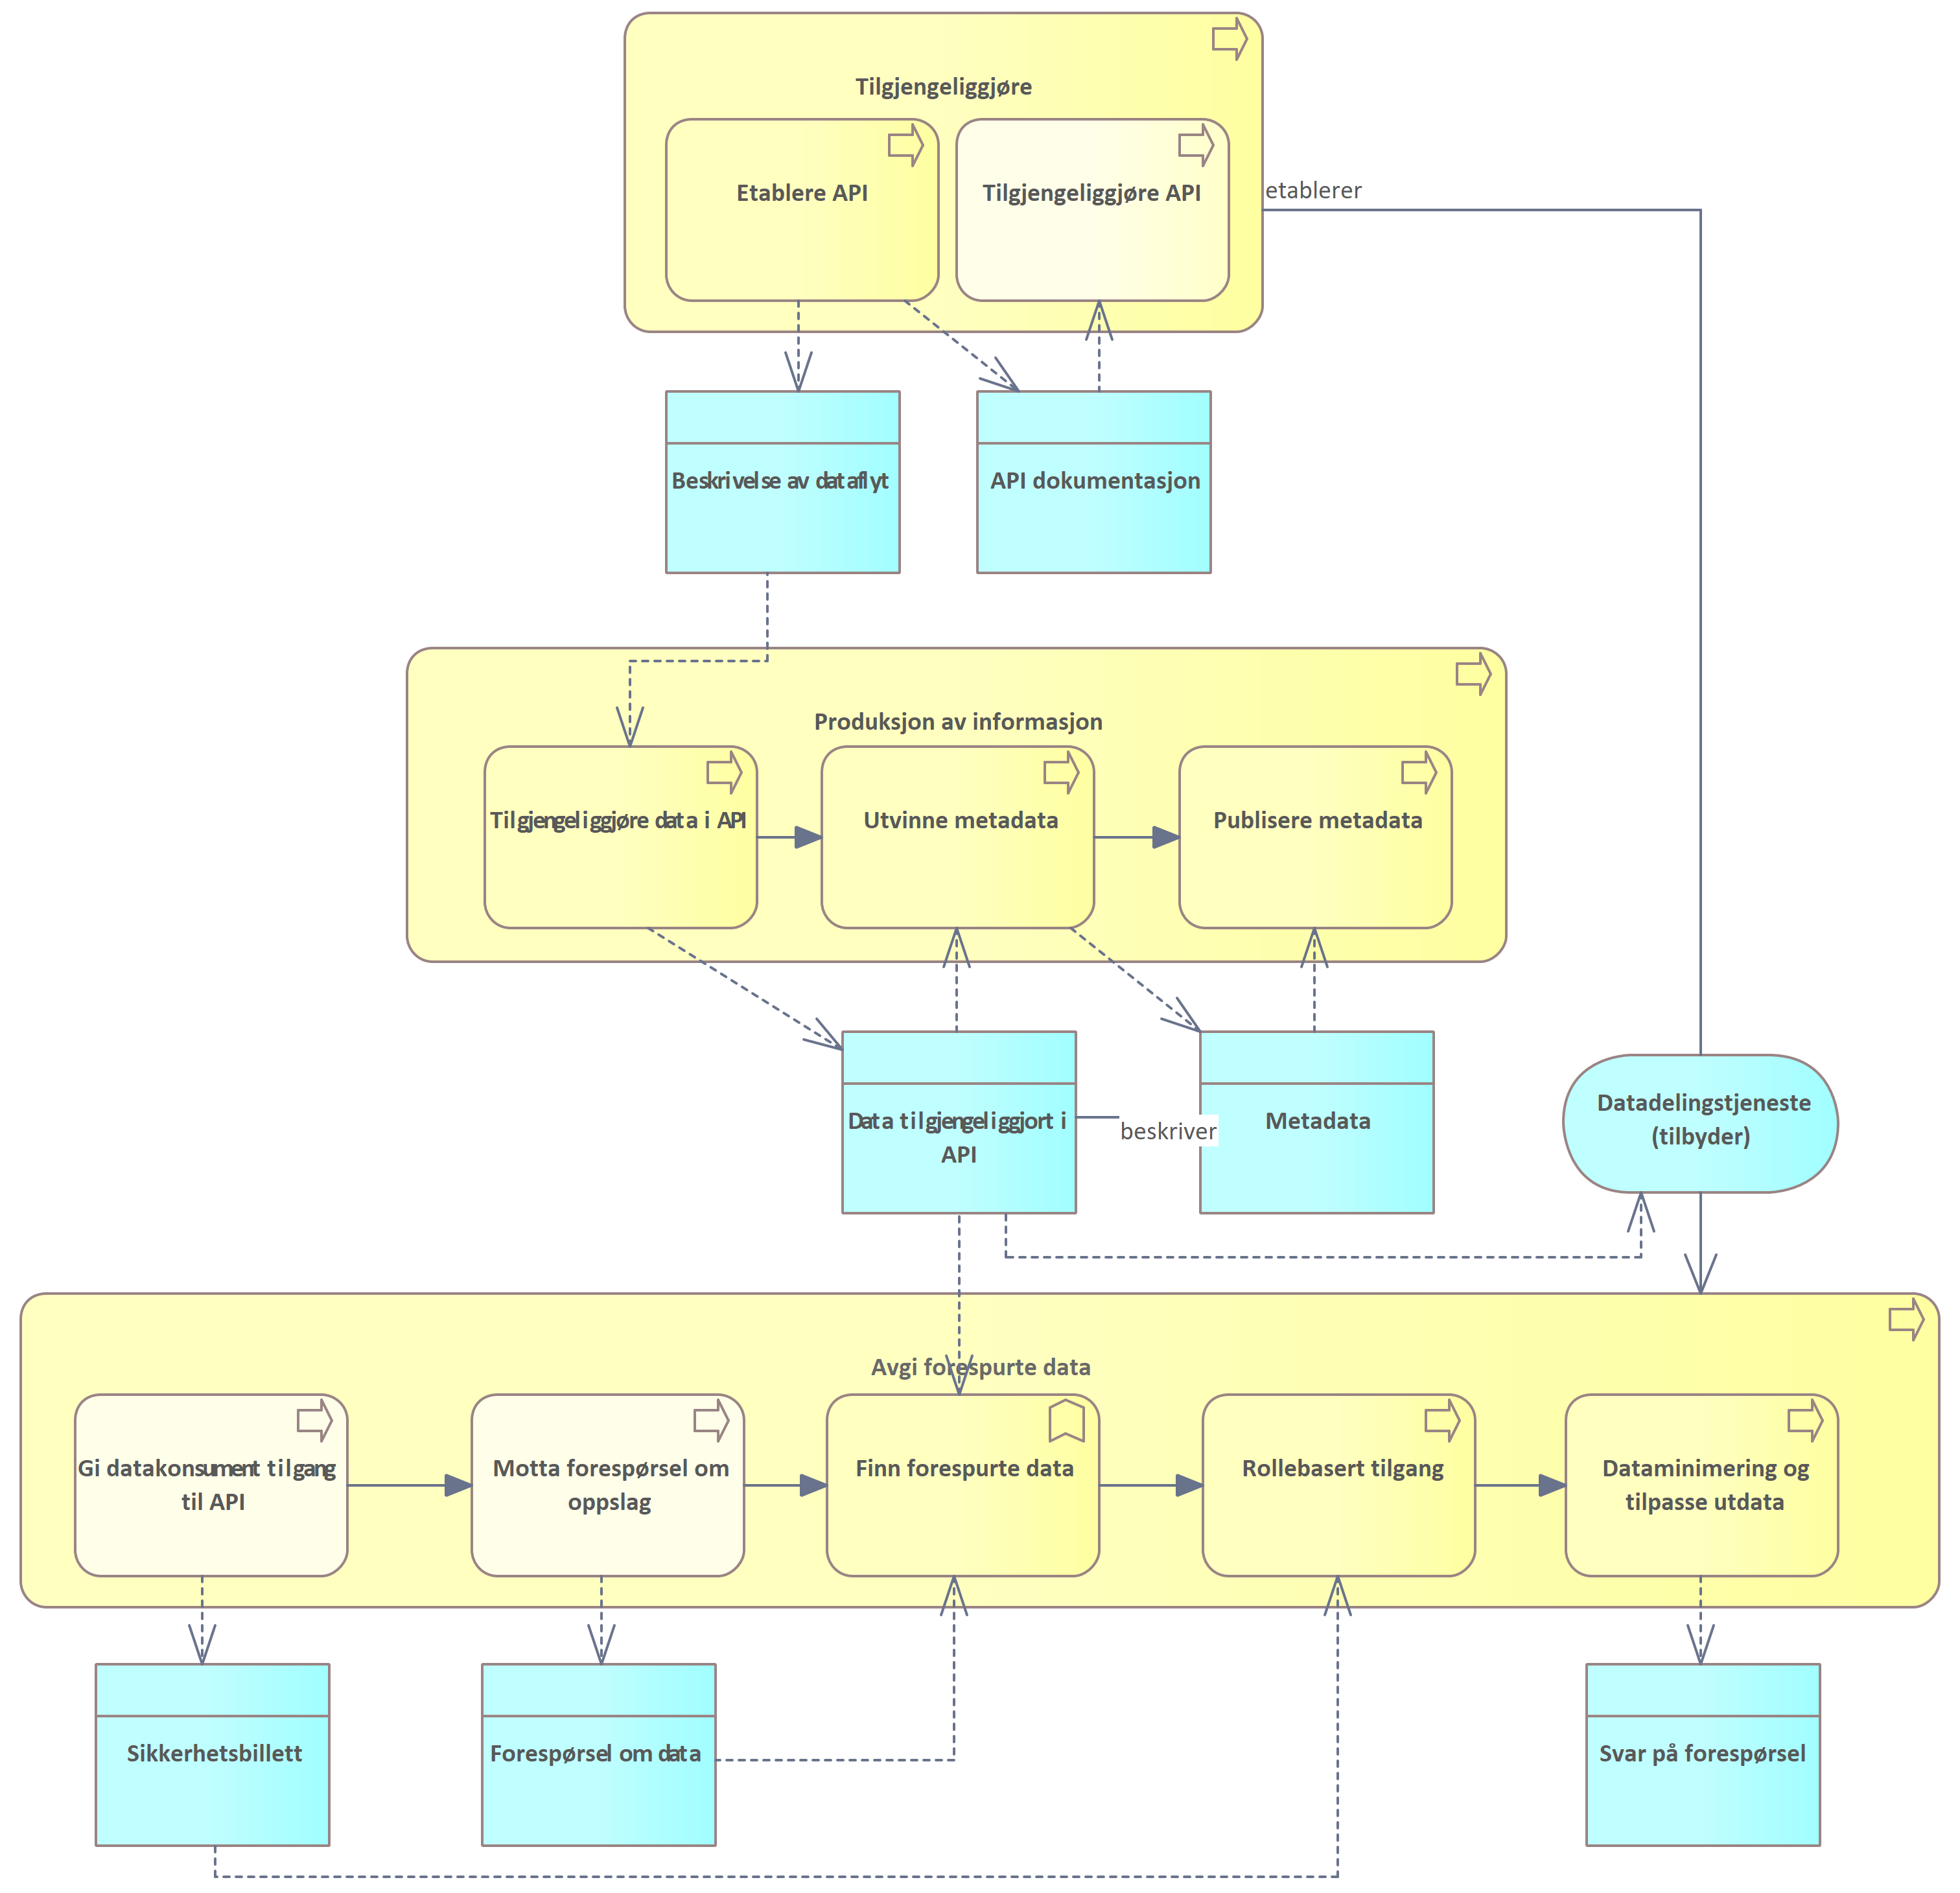 Tilgjengeliggjøre
Etablere API
Tilgjengeliggjøre API
etablerer
Beskrivelse av dataflyt
API dokumentasjon
Produksjon av informasjon
Tilgjengeliggjøre data i API
Utvinne metadata
Publisere metadata
Data tilgjengeliggjort i
API
beskriver
Metadata
Datadelingstjeneste
(tilbyder)
Avgi forespurte data
Gi datakonsument tilgang
til API
Motta forespørsel om
oppslag
Finn forespurte data
Rollebasert tilgang
Dataminimering og
tilpasse utdata
Sikkerhetsbillett
Forespørsel om data
Svar på forespørsel